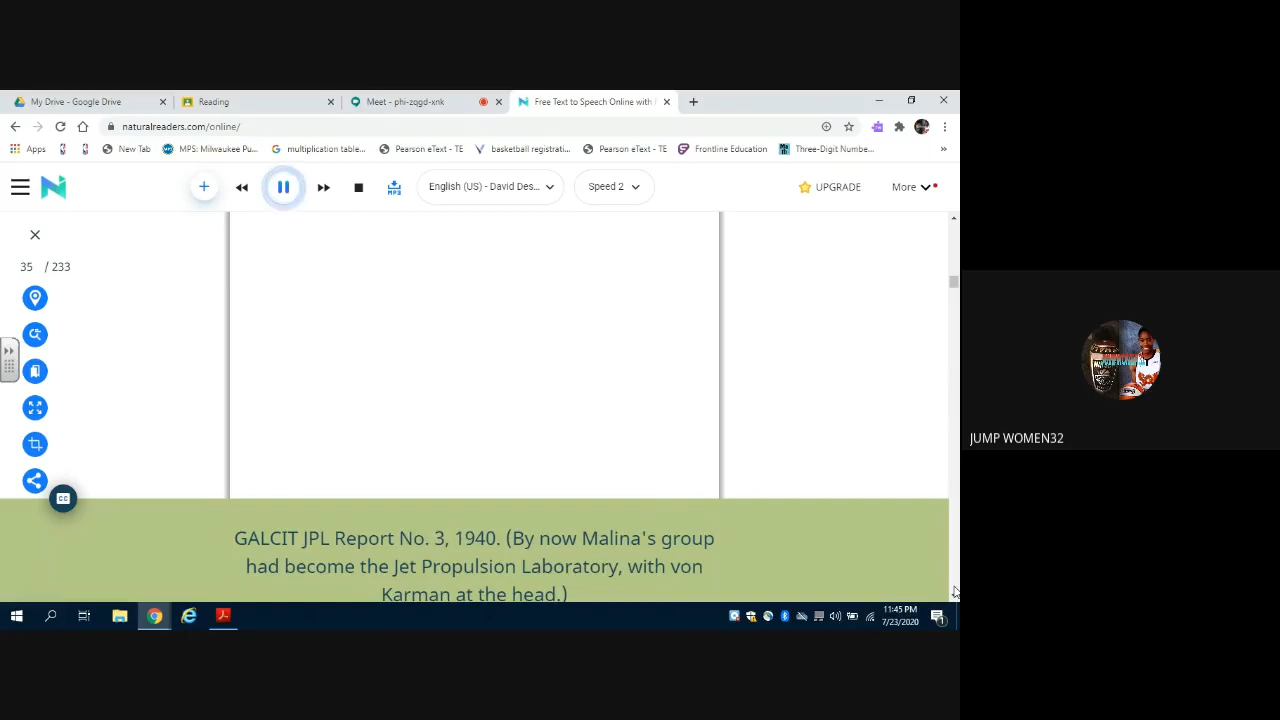 My Drive - Google Drive
Reading
Meet - phi-zqgd-xnk
Free Text to Speech Online with
naturalreaders.com/online/
Apps
New Tab
MPS: Milwaukee Pu...
multiplication table...
Pearson eText - TE
basketball registrati...
Pearson eText - TE
Frontline Education
Three-Digit Numbe...
»
MP3
English (US) - David Des...
Speed 2
UPGRADE
More
35 / 233
CC
GALCIT JPL Report No. 3, 1940. (By now Malina's group
had become the Jet Propulsion Laboratory, with von
Karman at the head.)
JUMP WOMEN32
11:45 PM
7/23/2020
1